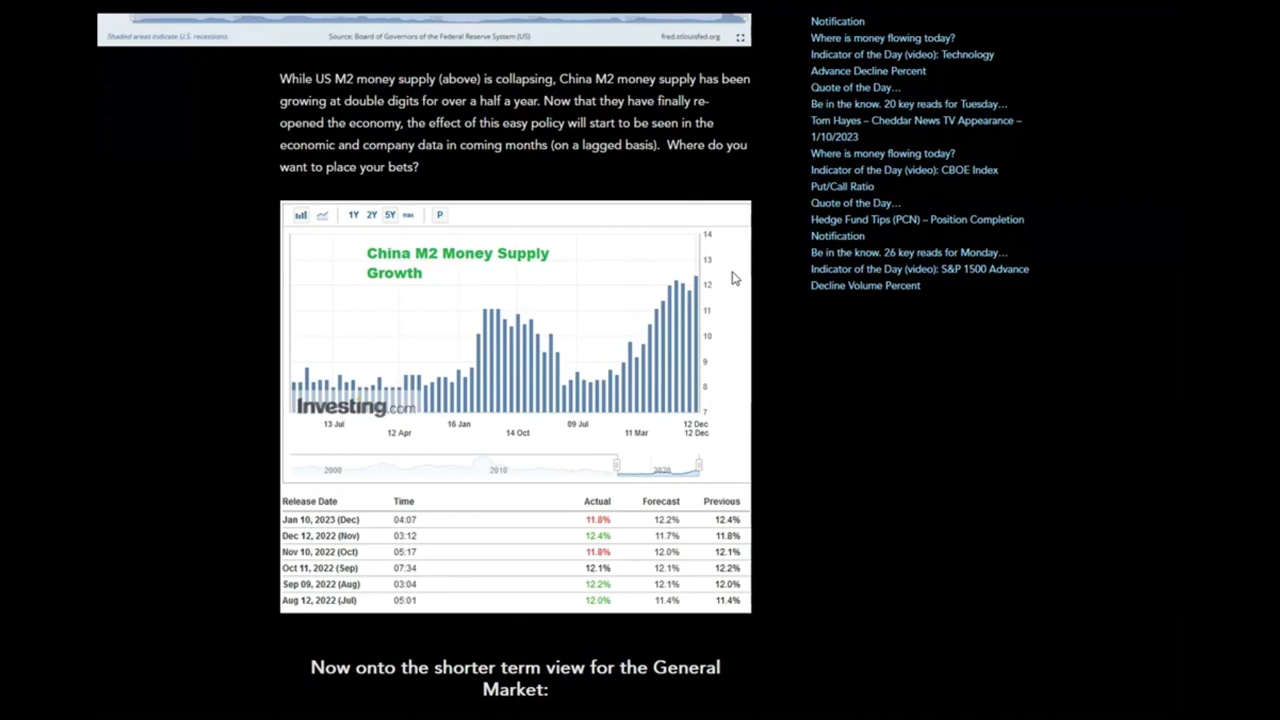 Shaded areas indicate U.S. recessions.
Source: Board of Governors of the Federal Reserve System (US)
fred.stlouisfed.org
While US M2 money supply (above) is collapsing, China M2 money supply has been
growing at double digits for over a half a year. Now that they have finally re-
opened the economy, the effect of this easy policy will start to be seen in the
economic and company data in coming months (on a lagged basis). Where do you
want to place your bets?
1Y 2Y 5Y max P
China M2 Money Supply
Growth
14
13
12
11
10
9
8
7
Investing.com
13 Jul 16 Jan 09 Jul 12 Dec
12 Apr 14 Oct 11 Mar 12 Dec
2000 2010 2020
Release Date Time Actual Forecast Previous
Jan 10, 2023 (Dec) 04:07 11.8% 12.2% 12.4%
Dec 12, 2022 (Nov) 03:12 12.4% 11.7% 11.8%
Nov 10, 2022 (Oct) 05:17 11.8% 12.0% 12.1%
Oct 11, 2022 (Sep) 07:34 12.1% 12.1% 12.2%
Sep 09, 2022 (Aug) 03:04 12.2% 12.1% 12.0%
Aug 12, 2022 (Jul) 05:01 12.0% 11.4% 11.4%
Now onto the shorter term view for the General
Market:
Notification
Where is money flowing today?
Indicator of the Day (video): Technology
Advance Decline Percent
Quote of the Day…
Be in the know. 20 key reads for Tuesday…
Tom Hayes – Cheddar News TV Appearance –
1/10/2023
Where is money flowing today?
Indicator of the Day (video): CBOE Index
Put/Call Ratio
Quote of the Day…
Hedge Fund Tips (PCN) – Position Completion
Notification
Be in the know. 26 key reads for Monday…
Indicator of the Day (video): S&P 1500 Advance
Decline Volume Percent